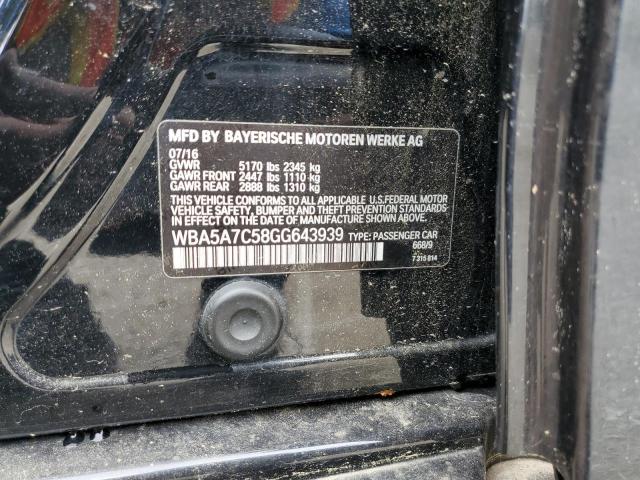 MFD BY BAYERISCHE MOTOREN WERKE AG
07/16
GVWR 5170 lbs 2345 kg
GAWR FRONT 2447 lbs 1110 kg
GAWR REAR 2888 lbs 1310 kg
THIS VEHICLE CONFORMS TO ALL APPLICABLE U.S.FEDERAL MOTOR
VEHICLE SAFETY, BUMPER AND THEFT PREVENTION STANDARDS
IN EFFECT ON THE DATE OF MANUFACTURE SHOWN ABOVE.
WBA5A7C58GG643939 TYPE: PASSENGER CAR
668/9
7 315 814